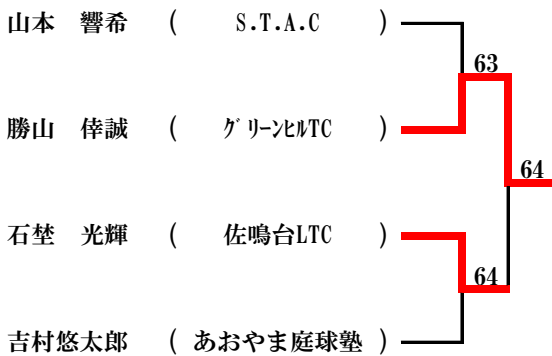 山本　響希　(　S.T.A.C　)
63
勝山　倖誠　(　グリーンヒルTC　)
64
石埜　光輝　(　佐鳴台LTC　)
64
吉村悠太郎　(　あおやま庭球塾　)